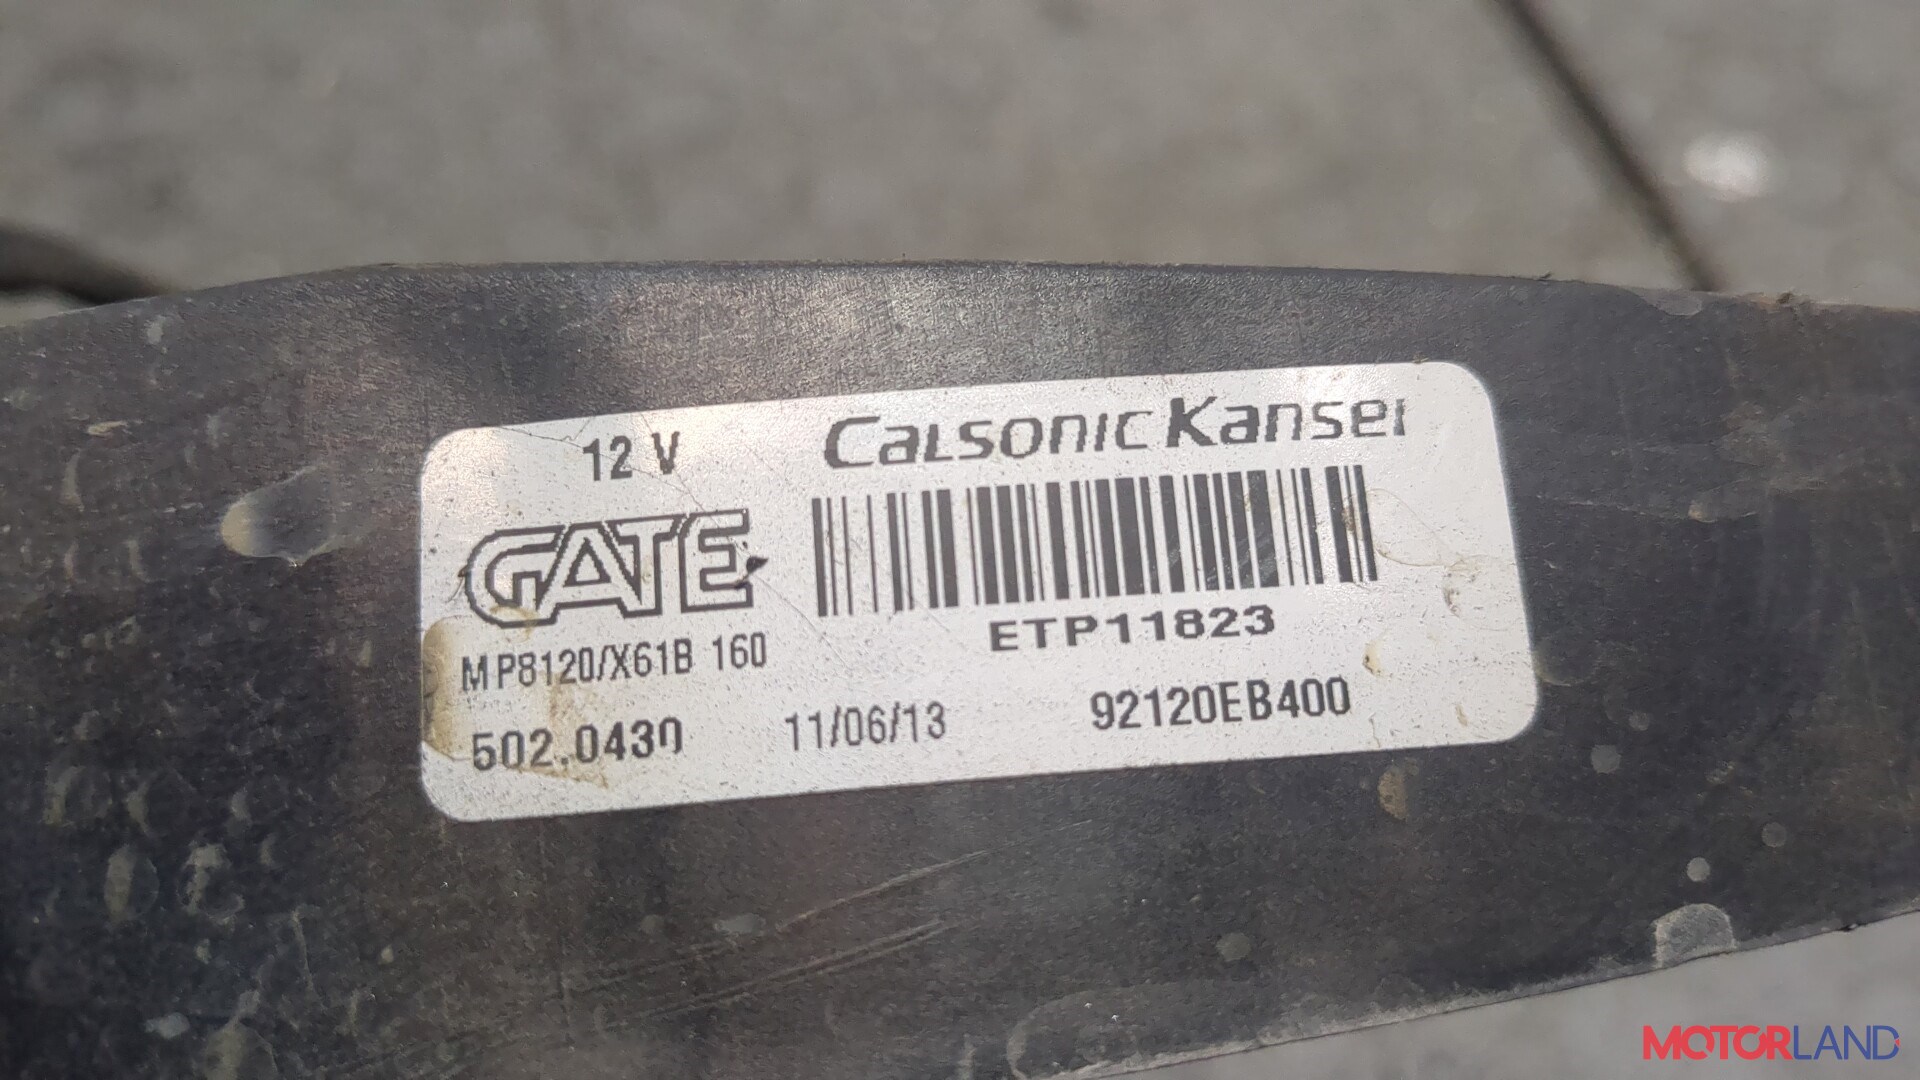 12 V
CALSONIC KANSEI
GATE
ETP11823
MP8120/X61B 160
502.0430
11/06/13
92120EB400
MOTORLAND